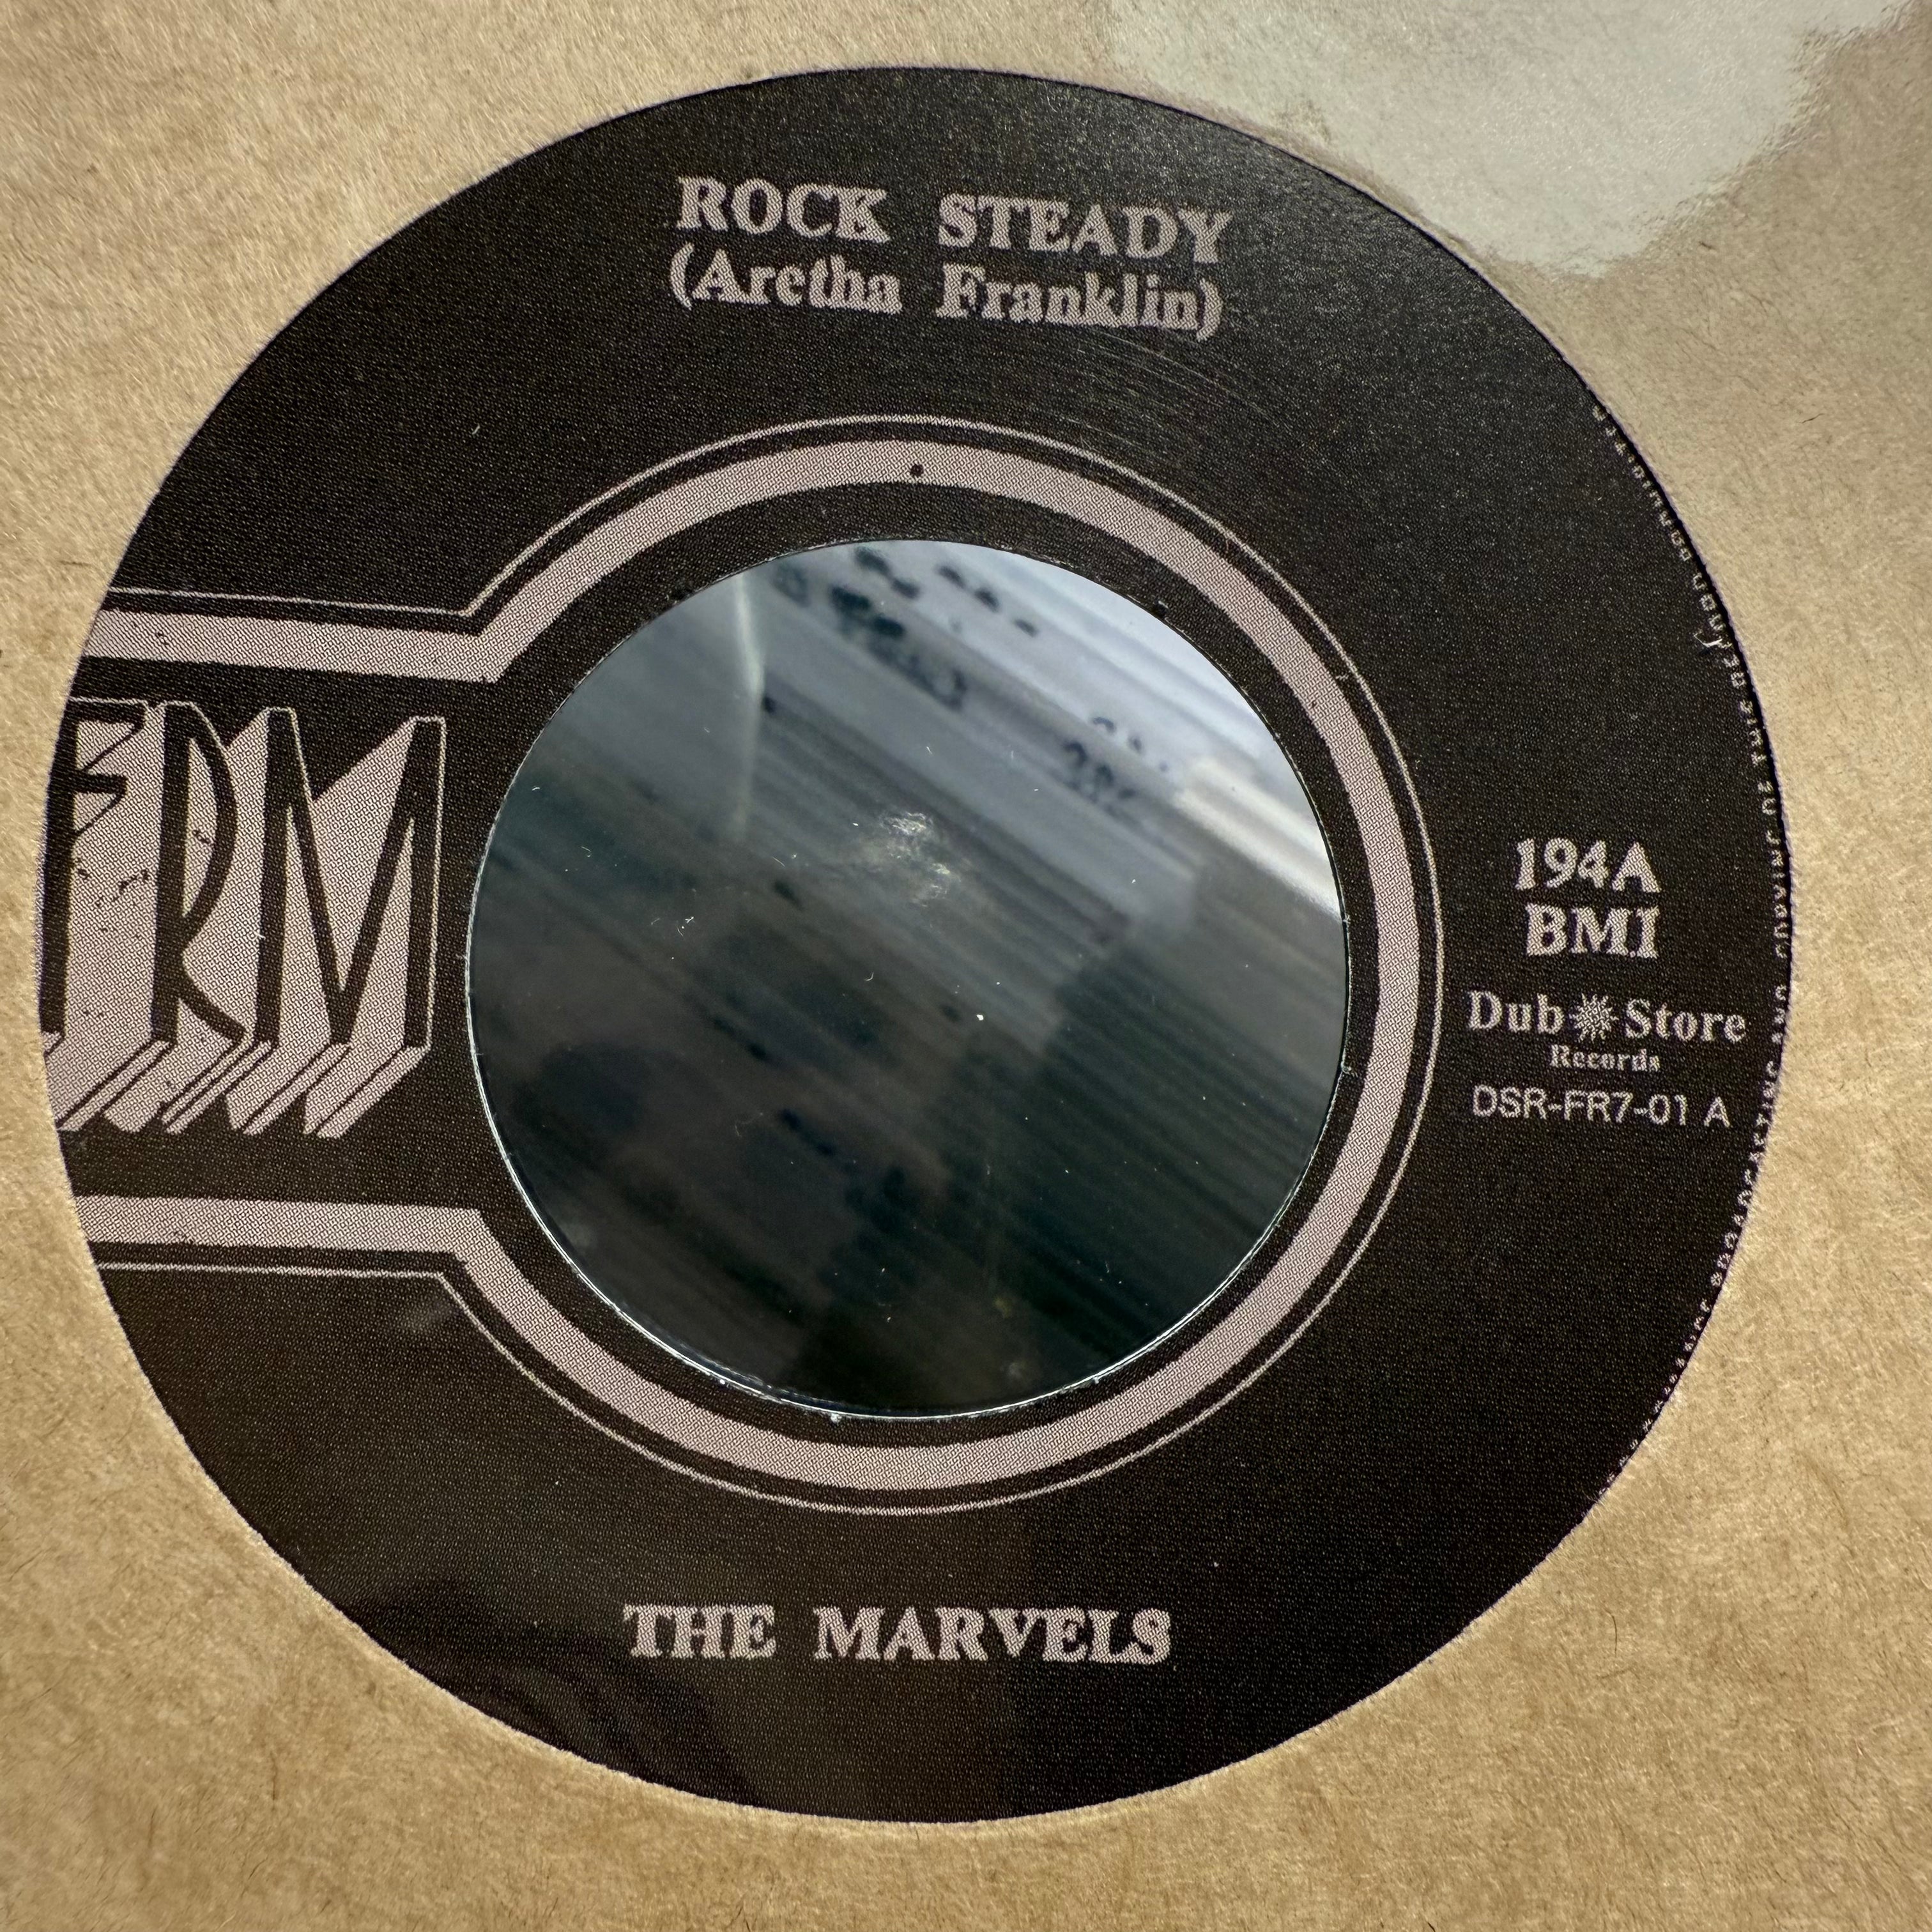 ROCK STEADY
(Aretha Franklin)
FRM
194A
BMI
Dub Store
Records
DSR-FR7-01 A
THE MARVELS